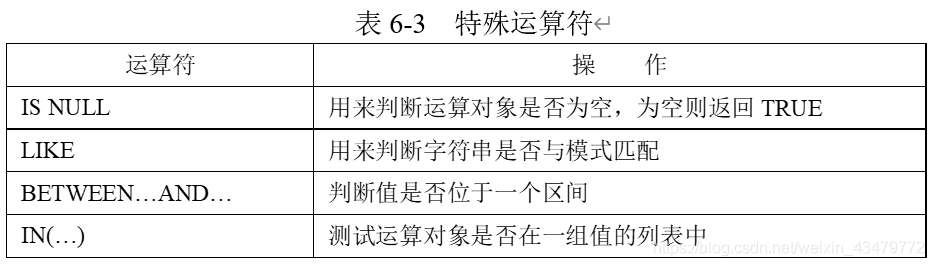 表 6-3 特殊运算符↵
运算符 操 作
IS NULL 用来判断运算对象是否为空，为空则返回 TRUE
LIKE 用来判断字符串是否与模式匹配
BETWEEN…AND… 判断值是否位于一个区间
IN(…) 测试运算对象是否在一组值的列表中
https://blog.csdn.net/weixin_43479772